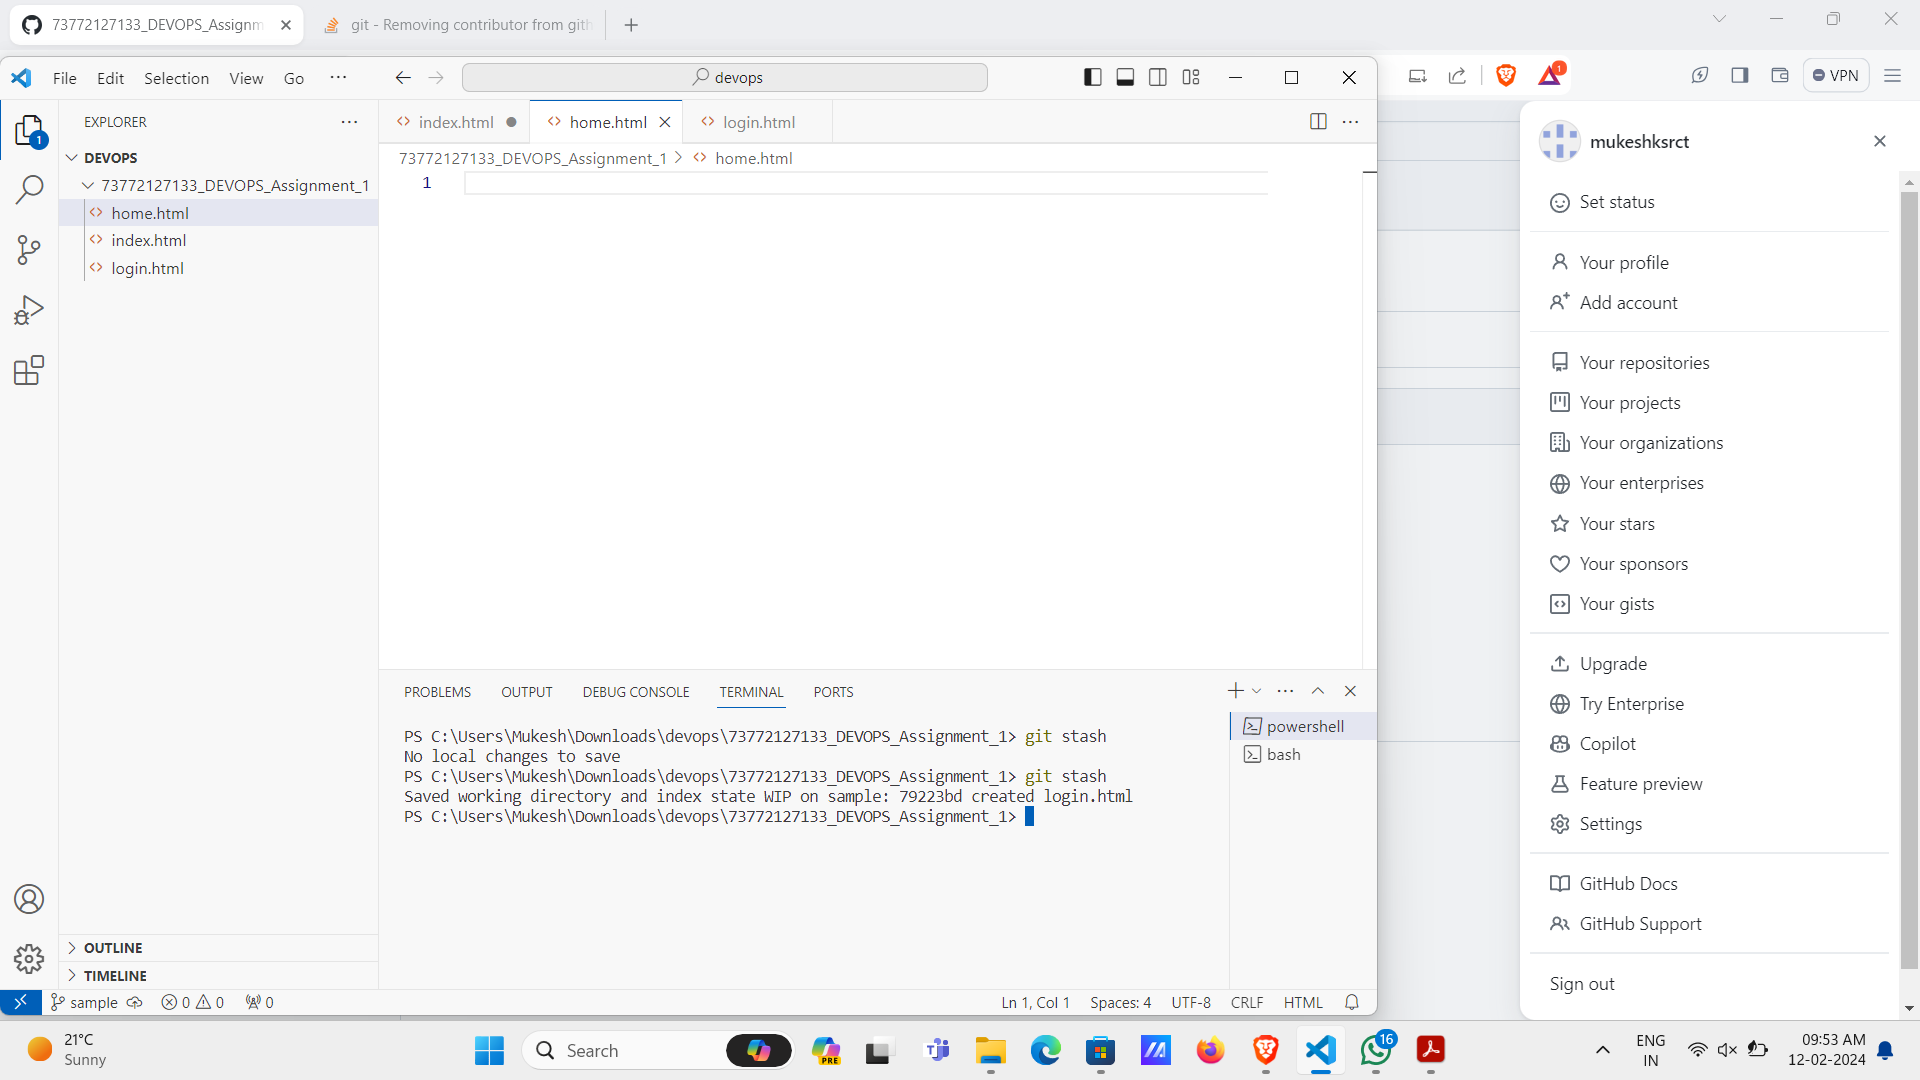 73772127133_DEVOPS_Assignm
git - Removing contributor from gith
File Edit Selection View Go ···
devops
1
VPN
EXPLORER
index.html
home.html
login.html
mukeshksrct
DEVOPS
73772127133_DEVOPS_Assignment_1
home.html
index.html
login.html
73772127133_DEVOPS_Assignment_1 > home.html
1
1
Set status
Your profile
Add account
Your repositories
Your projects
Your organizations
Your enterprises
Your stars
Your sponsors
Your gists
Upgrade
Try Enterprise
Copilot
Feature preview
Settings
GitHub Docs
GitHub Support
Sign out
PROBLEMS OUTPUT DEBUG CONSOLE TERMINAL PORTS
powershell
bash
PS C:\Users\Mukesh\Downloads\devops\73772127133_DEVOPS_Assignment_1> git stash
No local changes to save
PS C:\Users\Mukesh\Downloads\devops\73772127133_DEVOPS_Assignment_1> git stash
Saved working directory and index state WIP on sample: 79223bd created login.html
PS C:\Users\Mukesh\Downloads\devops\73772127133_DEVOPS_Assignment_1>
OUTLINE
TIMELINE
sample 0 0 0
Ln 1, Col 1 Spaces: 4 UTF-8 CRLF HTML
21°C
Sunny
Search
PRE
16
ENG
IN
09:53 AM
12-02-2024